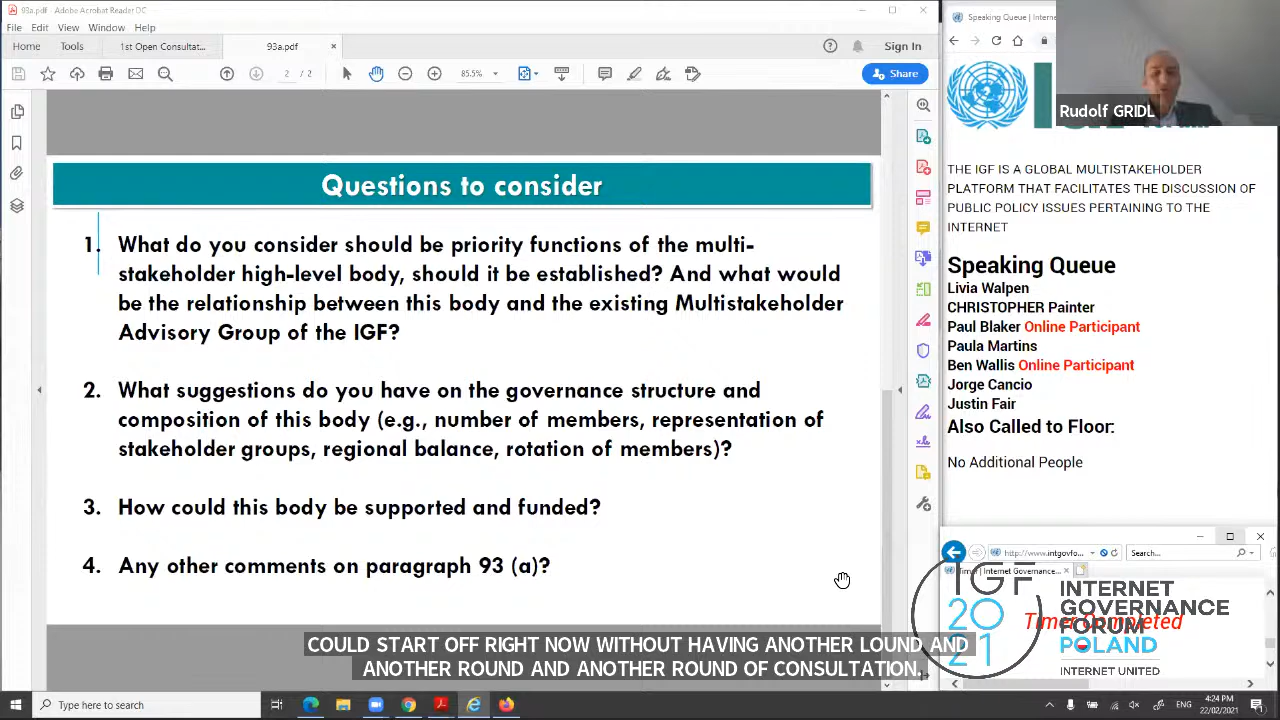 93a.pdf - Adobe Acrobat Reader DC
File Edit View Window Help
Home Tools 1st Open Consultat... 93a.pdf × Sign In
2 / 2 85.5% Share
Questions to consider
1. What do you consider should be priority functions of the multi-
stakeholder high-level body, should it be established? And what would
be the relationship between this body and the existing Multistakeholder
Advisory Group of the IGF?
2. What suggestions do you have on the governance structure and
composition of this body (e.g., number of members, representation of
stakeholder groups, regional balance, rotation of members)?
3. How could this body be supported and funded?
4. Any other comments on paragraph 93 (a)?
COULD START OFF RIGHT NOW WITHOUT HAVING ANOTHER LOUND AND
ANOTHER ROUND AND ANOTHER ROUND OF CONSULTATION.
Speaking Queue | Intern
Rudolf GRIDL
THE IGF IS A GLOBAL MULTISTAKEHOLDER
PLATFORM THAT FACILITATES THE DISCUSSION OF
PUBLIC POLICY ISSUES PERTAINING TO THE
INTERNET
Speaking Queue
Livia Walpen
CHRISTOPHER Painter
Paul Blaker Online Participant
Paula Martins
Ben Wallis Online Participant
Jorge Cancio
Justin Fair
Also Called to Floor:
No Additional People
http://www.intgovfo... Search...
Timer | Internet Governance...
Timer Completed
IGF
20
21
INTERNET
GOVERNANCE
FORUM
POLAND
INTERNET UNITED
Type here to search
ENG
4:24 PM
22/02/2021